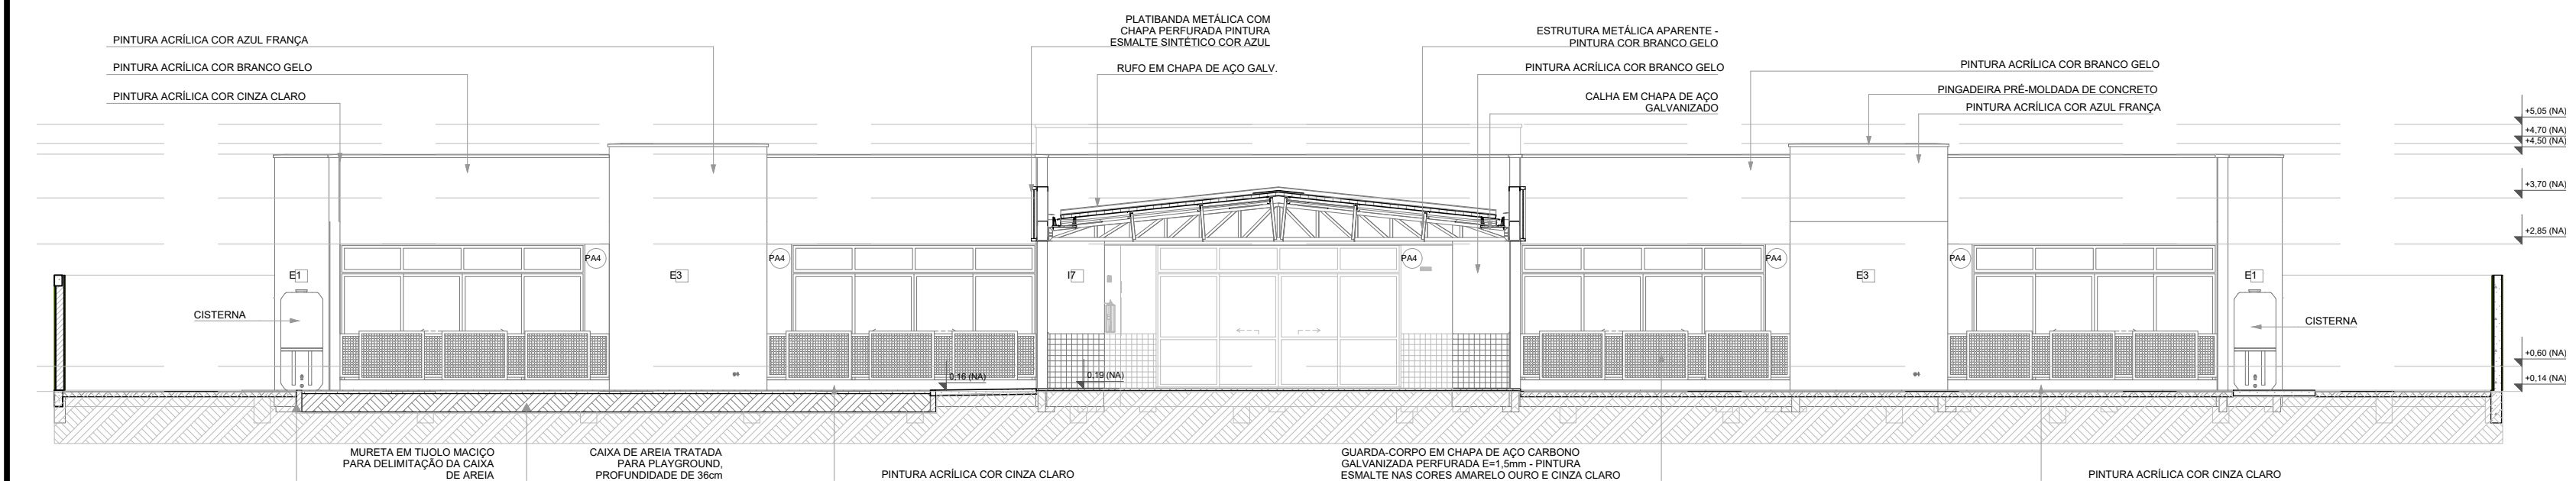 PINTURA ACRÍLICA COR AZUL FRANÇA
PINTURA ACRÍLICA COR BRANCO GELO
PINTURA ACRÍLICA COR CINZA CLARO
PLATIBANDA METÁLICA COM
CHAPA PERFURADA PINTURA
ESMALTE SINTÉTICO COR AZUL
RUFO EM CHAPA DE AÇO GALV.
ESTRUTURA METÁLICA APARENTE -
PINTURA COR BRANCO GELO
PINTURA ACRÍLICA COR BRANCO GELO
CALHA EM CHAPA DE AÇO
GALVANIZADO
PINTURA ACRÍLICA COR BRANCO GELO
PINGADEIRA PRÉ-MOLDADA DE CONCRETO
PINTURA ACRÍLICA COR AZUL FRANÇA
+5,05 (NA)
+4,70 (NA)
+4,50 (NA)
+3,70 (NA)
+2,85 (NA)
+0,60 (NA)
+0,14 (NA)
E1
PA4
E3
PA4
I7
PA4
PA4
E3
PA4
E1
CISTERNA
CISTERNA
0,16 (NA)
0,19 (NA)
MURETA EM TIJOLO MACIÇO
PARA DELIMITAÇÃO DA CAIXA
DE AREIA
CAIXA DE AREIA TRATADA
PARA PLAYGROUND,
PROFUNDIDADE DE 36cm
PINTURA ACRÍLICA COR CINZA CLARO
GUARDA-CORPO EM CHAPA DE AÇO CARBONO
GALVANIZADA PERFURADA E=1,5mm - PINTURA
ESMALTE NAS CORES AMARELO OURO E CINZA CLARO
PINTURA ACRÍLICA COR CINZA CLARO